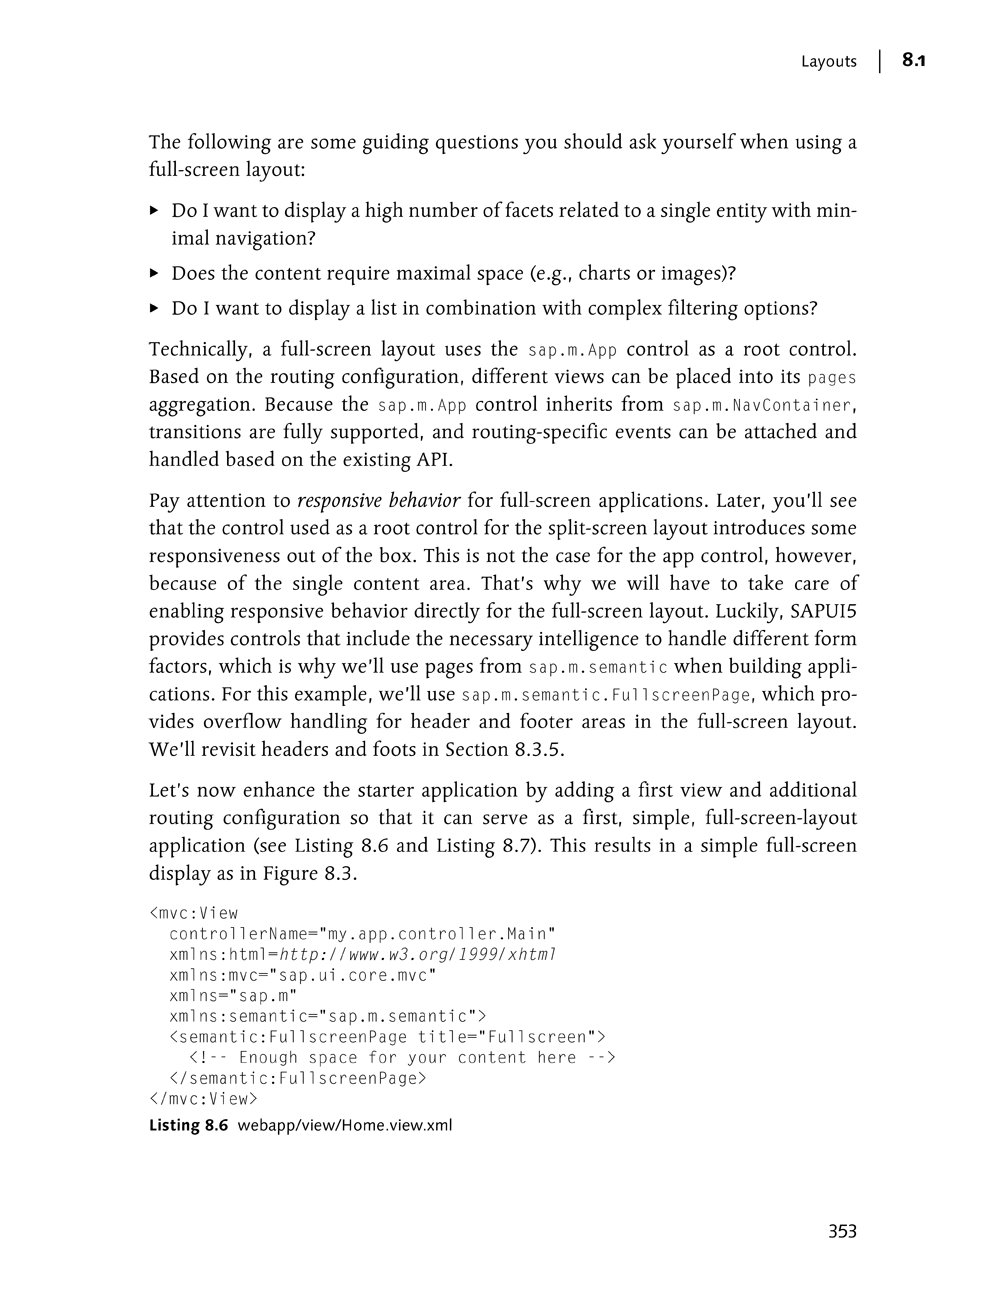 Layouts | 8.1
The following are some guiding questions you should ask yourself when using a
full-screen layout:
▸ Do I want to display a high number of facets related to a single entity with min-
imal navigation?
▸ Does the content require maximal space (e.g., charts or images)?
▸ Do I want to display a list in combination with complex filtering options?
Technically, a full-screen layout uses the sap.m.App control as a root control.
Based on the routing configuration, different views can be placed into its pages
aggregation. Because the sap.m.App control inherits from sap.m.NavContainer,
transitions are fully supported, and routing-specific events can be attached and
handled based on the existing API.
Pay attention to responsive behavior for full-screen applications. Later, you'll see
that the control used as a root control for the split-screen layout introduces some
responsiveness out of the box. This is not the case for the app control, however,
because of the single content area. That's why we will have to take care of
enabling responsive behavior directly for the full-screen layout. Luckily, SAPUI5
provides controls that include the necessary intelligence to handle different form
factors, which is why we'll use pages from sap.m.semantic when building appli-
cations. For this example, we'll use sap.m.semantic.FullscreenPage, which pro-
vides overflow handling for header and footer areas in the full-screen layout.
We'll revisit headers and foots in Section 8.3.5.
Let's now enhance the starter application by adding a first view and additional
routing configuration so that it can serve as a first, simple, full-screen-layout
application (see Listing 8.6 and Listing 8.7). This results in a simple full-screen
display as in Figure 8.3.
<mvc:View
  controllerName="my.app.controller.Main"
  xmlns:html=http://www.w3.org/1999/xhtml
  xmlns:mvc="sap.ui.core.mvc"
  xmlns="sap.m"
  xmlns:semantic="sap.m.semantic">
  <semantic:FullscreenPage title="Fullscreen">
    <!-- Enough space for your content here -->
  </semantic:FullscreenPage>
</mvc:View>
Listing 8.6 webapp/view/Home.view.xml
353